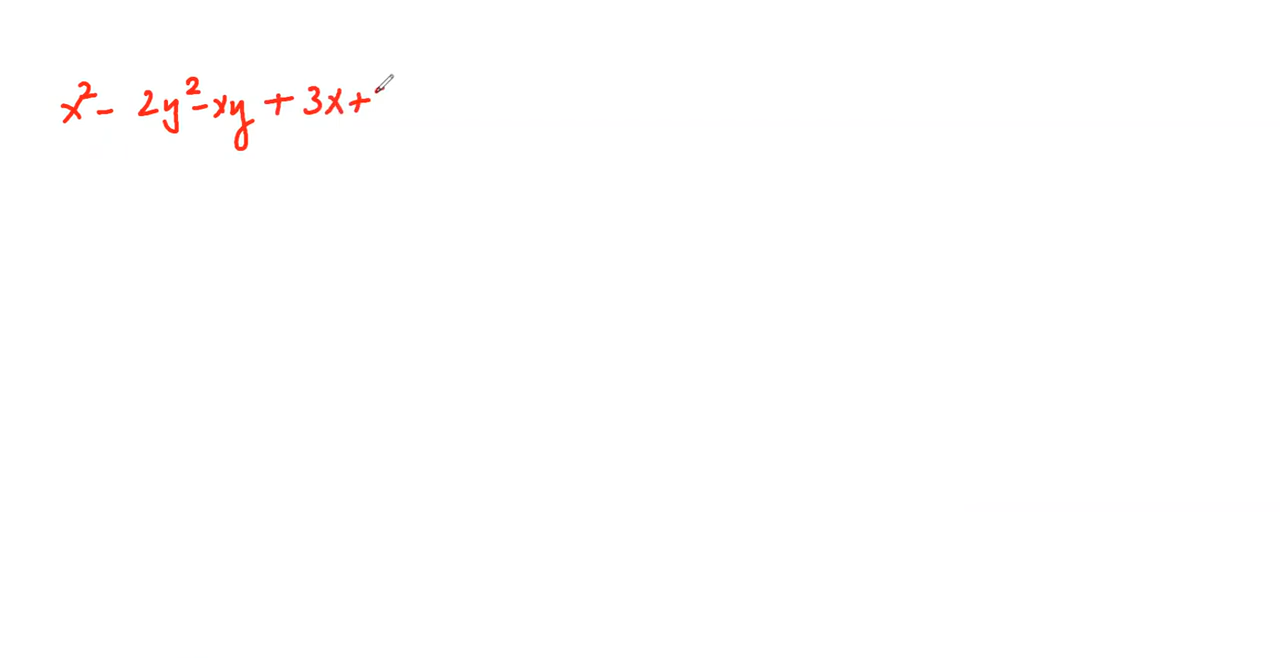 x² - 2y² - xy + 3x +